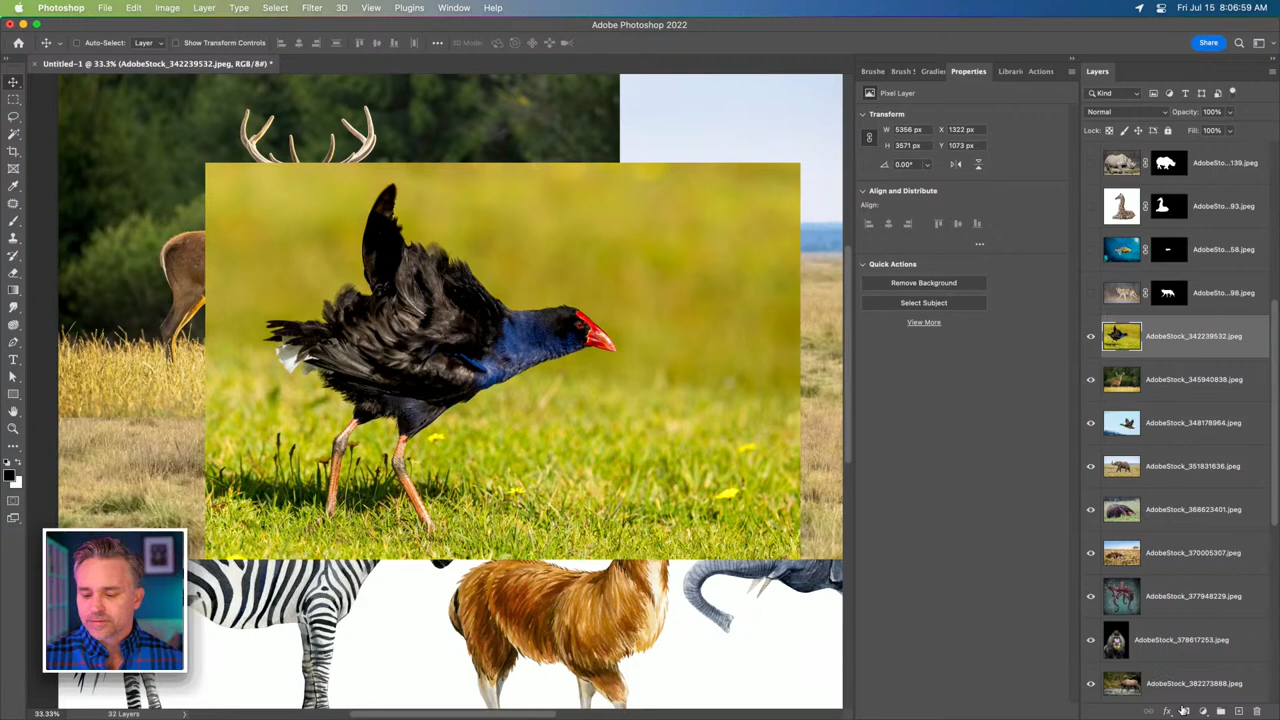 Photoshop File Edit Image Layer Type Select Filter 3D View Plugins Window Help Fri Jul 15 8:06:59 AM
Adobe Photoshop 2022
Auto-Select: Layer Show Transform Controls 3D Mode: Share
Untitled-1 @ 33.3% (AdobeStock_342239532.jpeg, RGB/8#) *
Brushe Brush S Gradie Properties Librari Actions
Pixel Layer
Transform
W 5356 px X 1322 px
H 3571 px Y 1073 px
0.00°
Align and Distribute
Align:
Quick Actions
Remove Background
Select Subject
View More
Layers
Kind
Normal Opacity: 100%
Lock: Fill: 100%
AdobeSto...139.jpeg
AdobeSto...93.jpeg
AdobeSto...58.jpeg
AdobeSto...98.jpeg
AdobeStock_342239532.jpeg
AdobeStock_345940838.jpeg
AdobeStock_348178964.jpeg
AdobeStock_351831636.jpeg
AdobeStock_368623401.jpeg
AdobeStock_370005307.jpeg
AdobeStock_377948229.jpeg
AdobeStock_378617253.jpeg
AdobeStock_382273888.jpeg
fx
33.33% 32 Layers